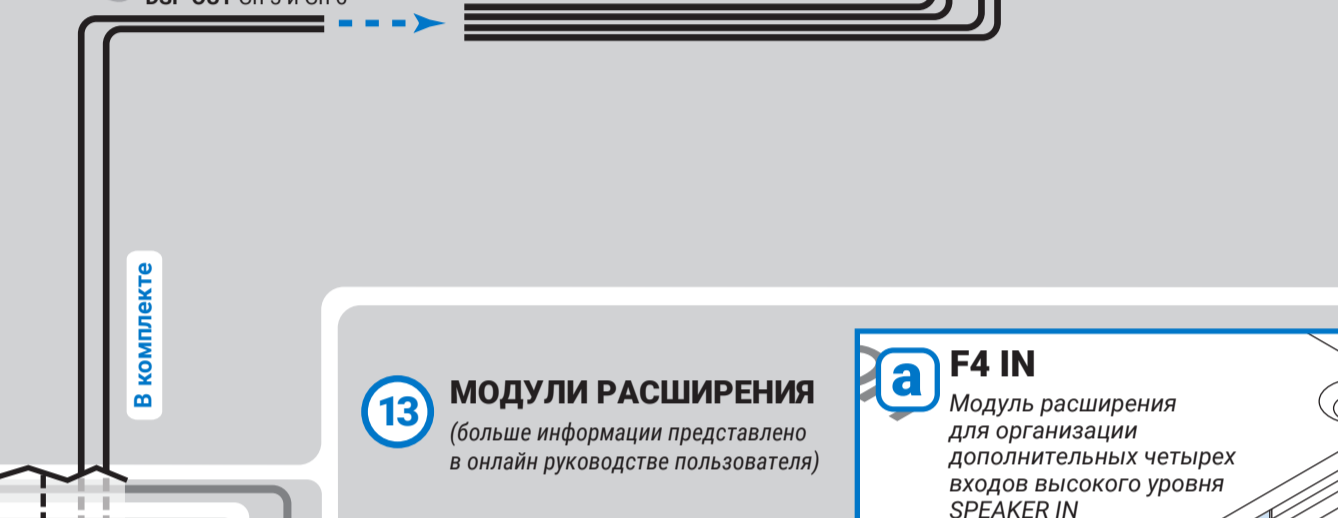 В комплекте
13
МОДУЛИ РАСШИРЕНИЯ
(больше информации представлено
в онлайн руководстве пользователя)
a
F4 IN
Модуль расширения
для организации
дополнительных четырех
входов высокого уровня
SPEAKER IN